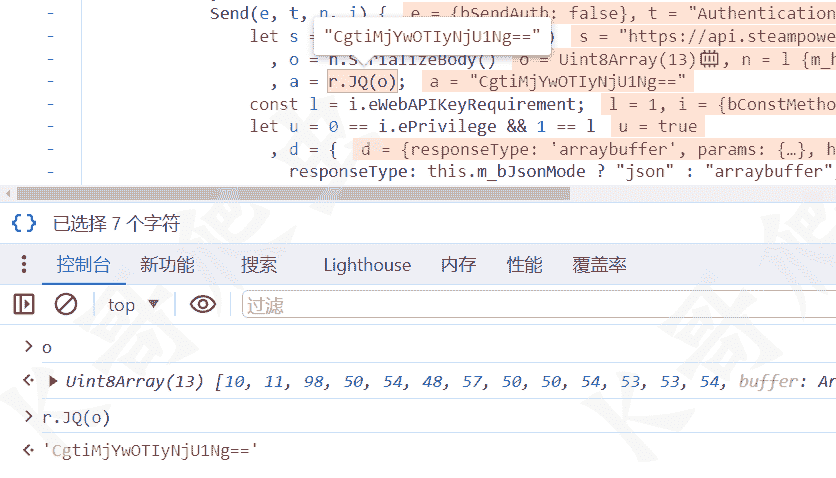 Send(e, t, n, i) { e = {bSendAuth: false}, t = "Authentication
"CgtiMjYwOTIyNjU1Ng=="
let s = s = "https://api.steampowe
, o = n.SerializeBody() o = Uint8Array(13), n = l {m_h
, a = r.JQ(o); a = "CgtiMjYwOTIyNjU1Ng=="
const l = i.eWebAPIKeyRequirement; l = 1, i = {bConstMetho
let u = 0 == i.ePrivilege && 1 == l u = true
, d = { d = {responseType: 'arraybuffer', params: {…}, h
responseType: this.m_bJsonMode ? "json" : "arraybuffer",
{} 已选择 7 个字符
控制台 新功能 搜索 Lighthouse 内存 性能 覆盖率
top 过滤
o
Uint8Array(13) [10, 11, 98, 50, 54, 48, 57, 50, 50, 54, 53, 53, 54, buffer: Ar
r.JQ(o)
'CgtiMjYwOTIyNjU1Ng=='